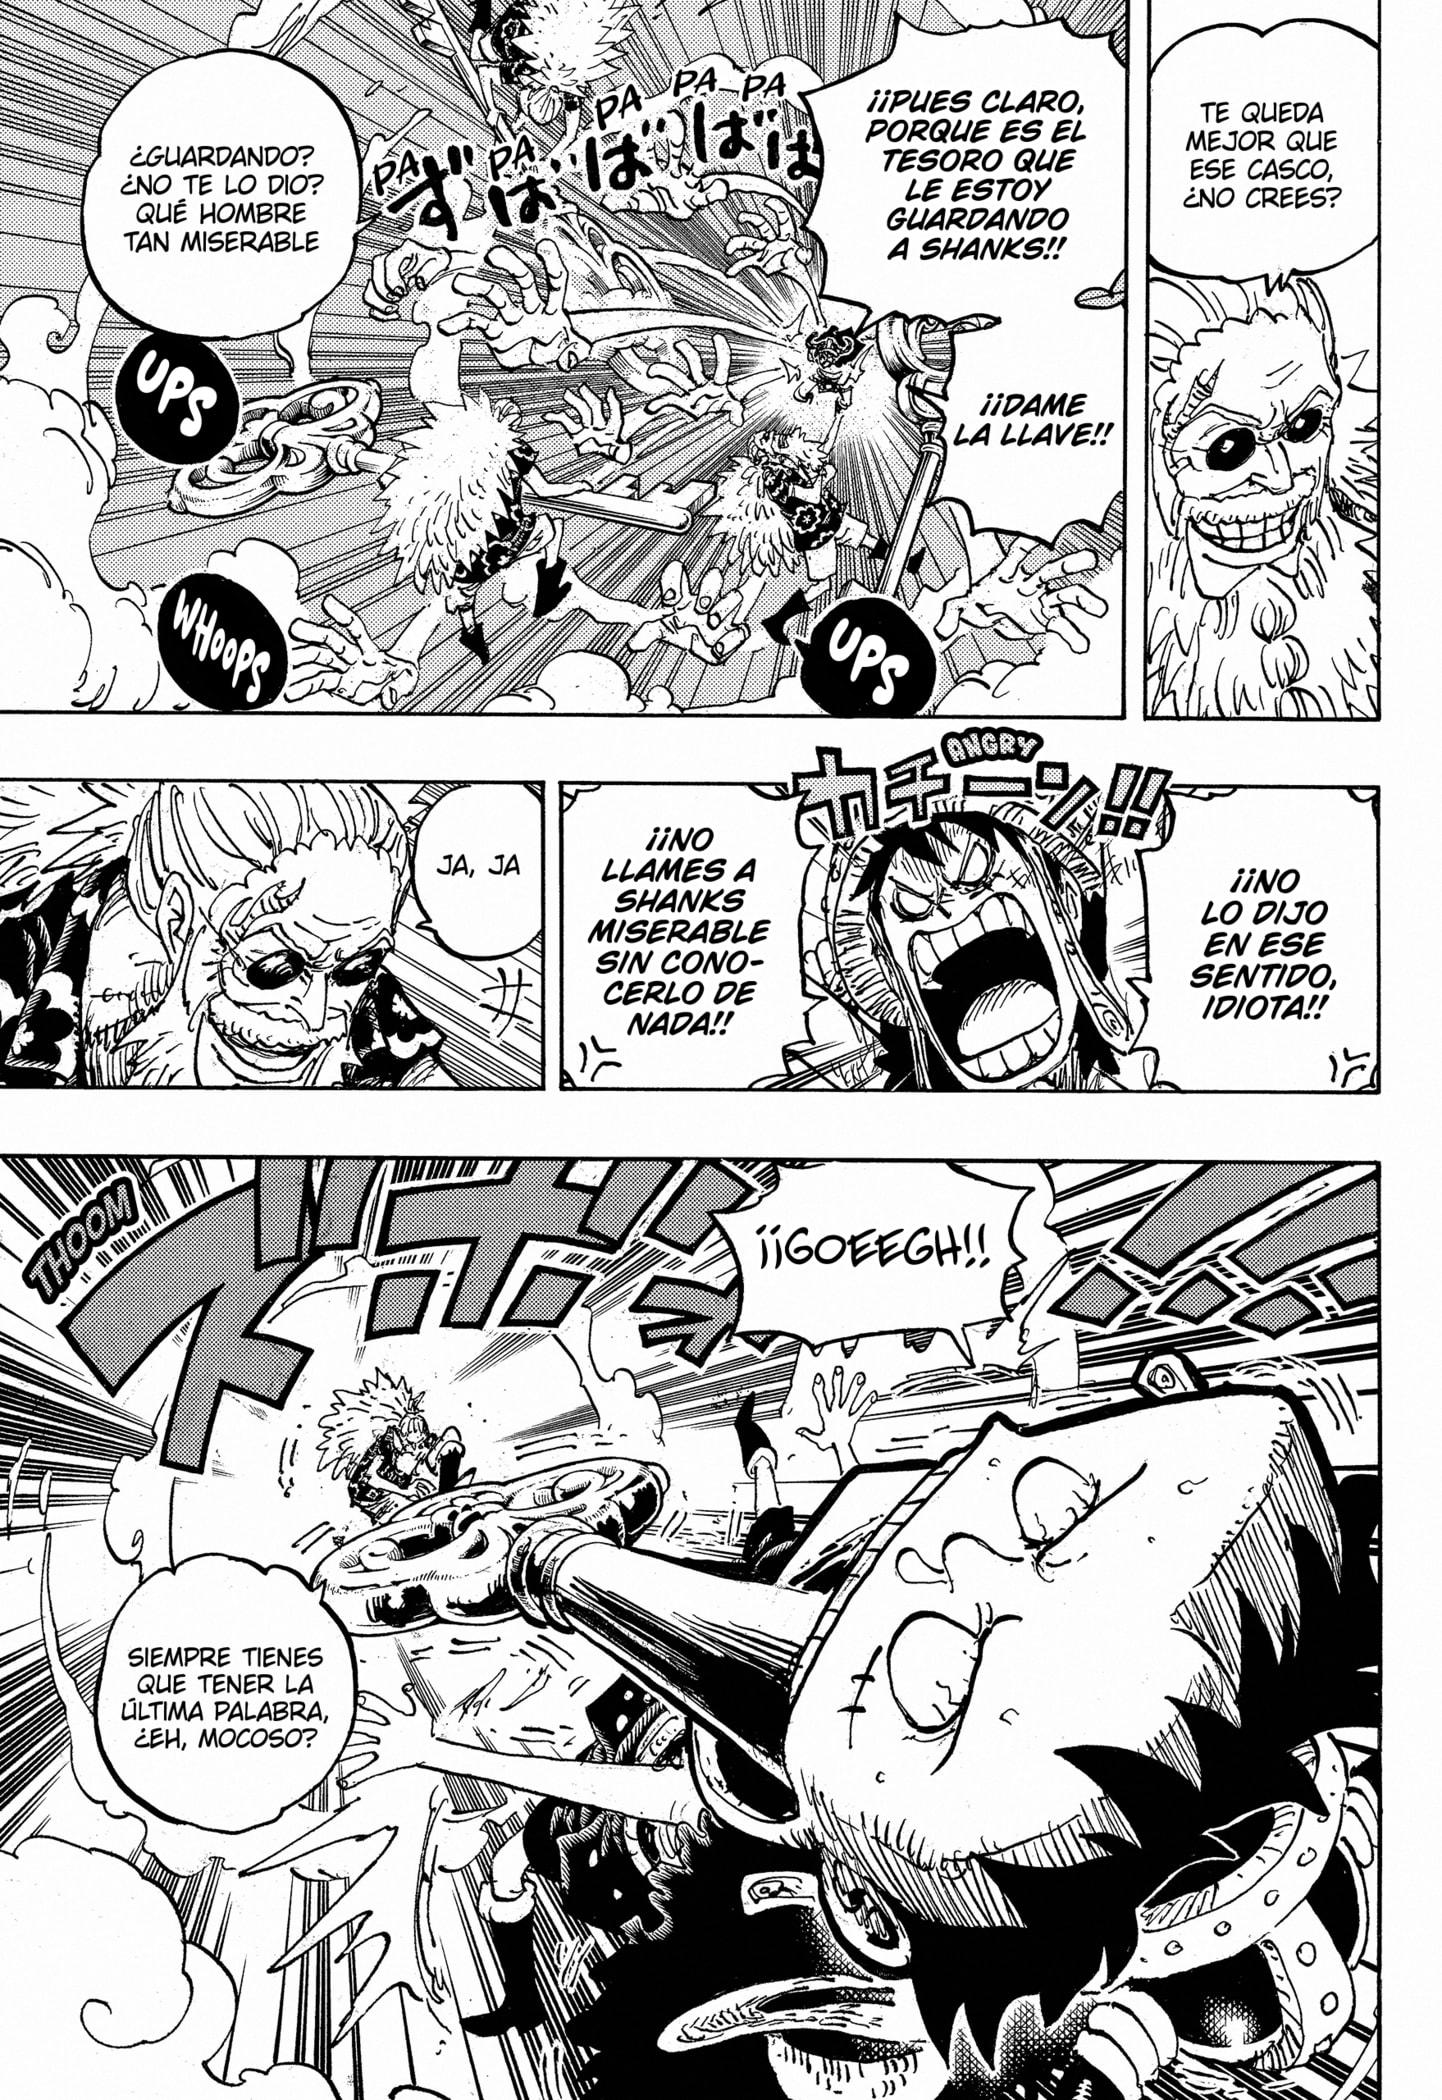 TE QUEDA
MEJOR QUE
ESE CASCO,
¿NO CREES?
¡¡PUES CLARO,
PORQUE ES EL
TESORO QUE
LE ESTOY
GUARDANDO
A SHANKS!!
¡¡DAME
LA LLAVE!!
PA PA PA
PA PA
ずばばばば
¿GUARDANDO?
¿NO TE LO DIO?
QUÉ HOMBRE
TAN MISERABLE
UPS
WHOOPS
UPS
ANGRY
カチーン!!
¡¡NO
LO DIJO
EN ESE
SENTIDO,
IDIOTA!!
¡¡NO
LLAMES A
SHANKS
MISERABLE
SIN CONO-
CERLO DE
NADA!!
JA, JA
¡¡GOEEGH!!
THOOM
SIEMPRE TIENES
QUE TENER LA
ÚLTIMA PALABRA,
¿EH, MOCOSO?